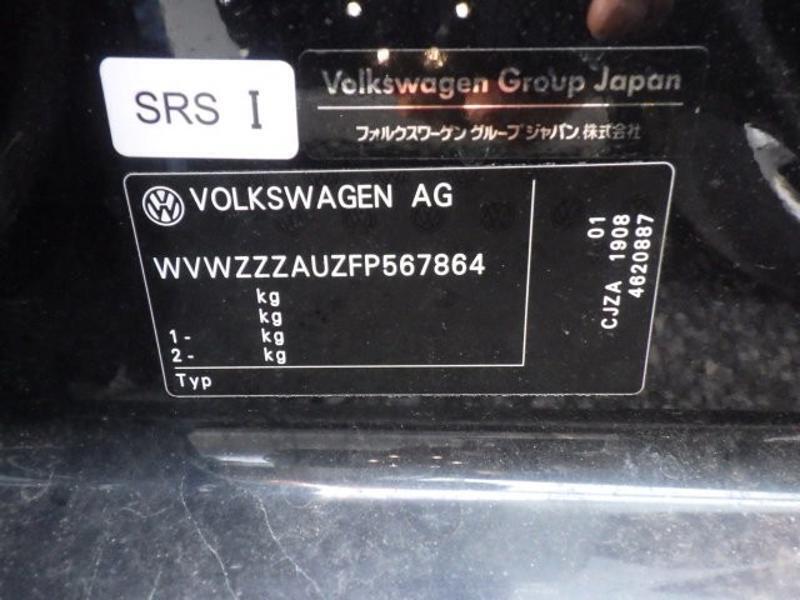 SRS I
Volkswagen Group Japan
フォルクスワーゲン グループ ジャパン 株式会社
VOLKSWAGEN AG
WVWZZZAUZFP567864
kg
kg
1- kg
2- kg
Typ
01
CJZA 1908
4620887